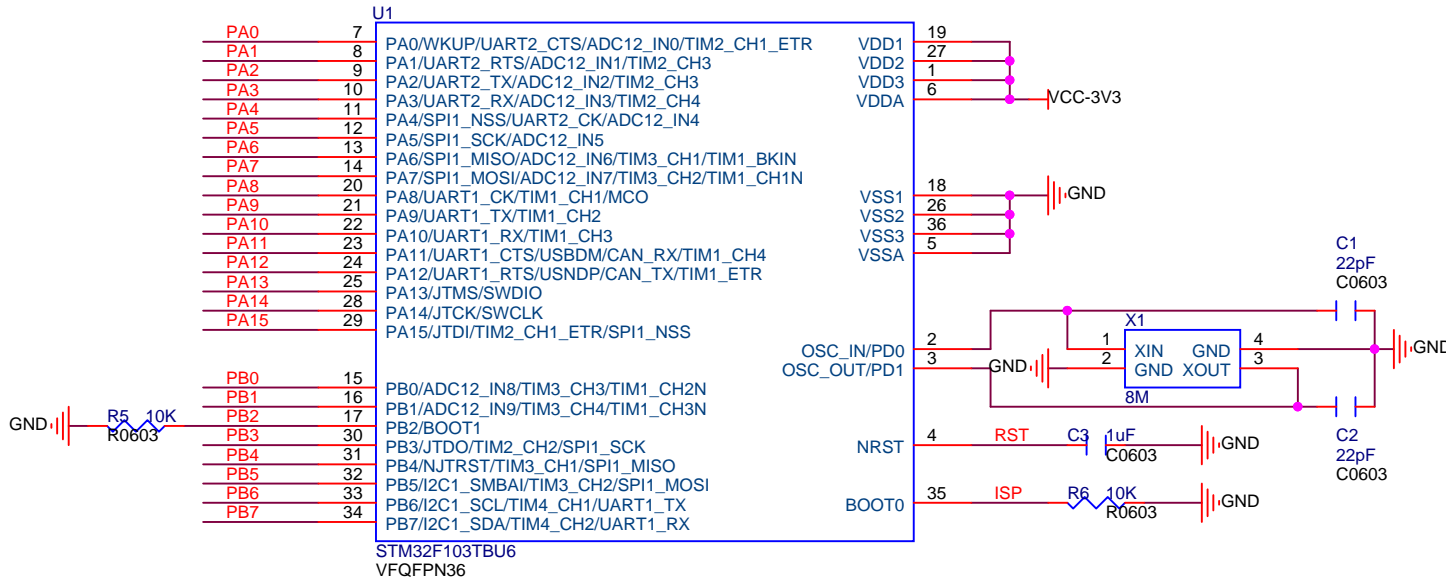 U1
PA0 7 PA0/WKUP/UART2_CTS/ADC12_IN0/TIM2_CH1_ETR
PA1 8 PA1/UART2_RTS/ADC12_IN1/TIM2_CH3
PA2 9 PA2/UART2_TX/ADC12_IN2/TIM2_CH3
PA3 10 PA3/UART2_RX/ADC12_IN3/TIM2_CH4
PA4 11 PA4/SPI1_NSS/UART2_CK/ADC12_IN4
PA5 12 PA5/SPI1_SCK/ADC12_IN5
PA6 13 PA6/SPI1_MISO/ADC12_IN6/TIM3_CH1/TIM1_BKIN
PA7 14 PA7/SPI1_MOSI/ADC12_IN7/TIM3_CH2/TIM1_CH1N
PA8 20 PA8/UART1_CK/TIM1_CH1/MCO
PA9 21 PA9/UART1_TX/TIM1_CH2
PA10 22 PA10/UART1_RX/TIM1_CH3
PA11 23 PA11/UART1_CTS/USBDM/CAN_RX/TIM1_CH4
PA12 24 PA12/UART1_RTS/USNDP/CAN_TX/TIM1_ETR
PA13 25 PA13/JTMS/SWDIO
PA14 28 PA14/JTCK/SWCLK
PA15 29 PA15/JTDI/TIM2_CH1_ETR/SPI1_NSS
PB0 15 PB0/ADC12_IN8/TIM3_CH3/TIM1_CH2N
PB1 16 PB1/ADC12_IN9/TIM3_CH4/TIM1_CH3N
GND R5 10K PB2 17 PB2/BOOT1
R0603
PB3 30 PB3/JTDO/TIM2_CH2/SPI1_SCK
PB4 31 PB4/NJTRST/TIM3_CH1/SPI1_MISO
PB5 32 PB5/I2C1_SMBAI/TIM3_CH2/SPI1_MOSI
PB6 33 PB6/I2C1_SCL/TIM4_CH1/UART1_TX
PB7 34 PB7/I2C1_SDA/TIM4_CH2/UART1_RX
STM32F103TBU6
VFQFPN36
VDD1 19
VDD2 27
VDD3 1
VDDA 6 VCC-3V3
VSS1 18 GND
VSS2 26
VSS3 36
VSSA 5
C1
22pF
C0603
X1
OSC_IN/PD0 2
OSC_OUT/PD1 3
1 XIN GND 4 GND
GND 2 GND XOUT 3
8M
C2
22pF
C0603
NRST 4 RST C3 1uF GND
C0603
BOOT0 35 ISP R6 10K GND
R0603